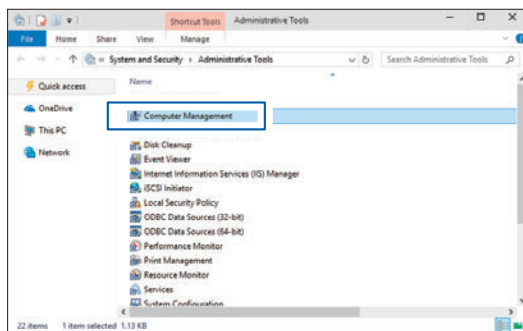 Shortcut Tools Administrative Tools
File Home Share View Manage
« System and Security › Administrative Tools Search Administrative Tools
Quick access
OneDrive
This PC
Network
Name
Computer Management
Disk Cleanup
Event Viewer
Internet Information Services (IIS) Manager
iSCSI Initiator
Local Security Policy
ODBC Data Sources (32-bit)
ODBC Data Sources (64-bit)
Performance Monitor
Print Management
Resource Monitor
Services
System Configuration
22 items 1 item selected 1.13 KB